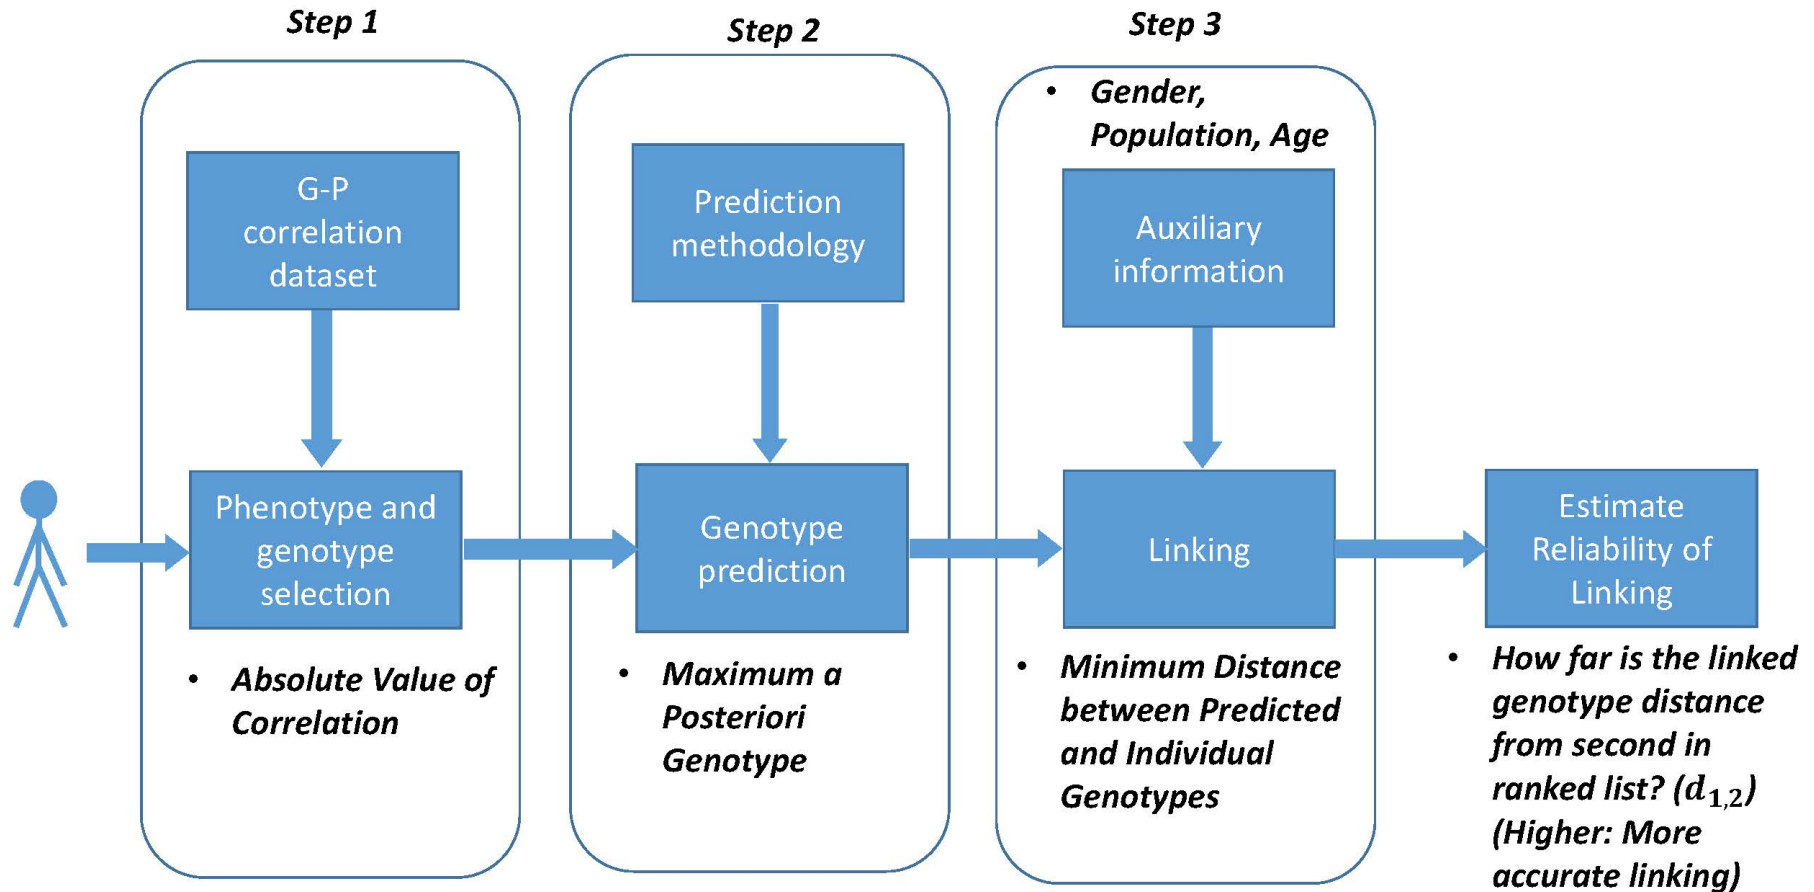 Step 1
Step 2
Step 3
G-P
correlation
dataset
Phenotype and
genotype
selection
• Absolute Value of
Correlation
Prediction
methodology
Genotype
prediction
• Maximum a
Posteriori
Genotype
• Gender,
Population, Age
Auxiliary
information
Linking
• Minimum Distance
between Predicted
and Individual
Genotypes
Estimate
Reliability of
Linking
• How far is the linked
genotype distance
from second in
ranked list? (d1,2)
(Higher: More
accurate linking)